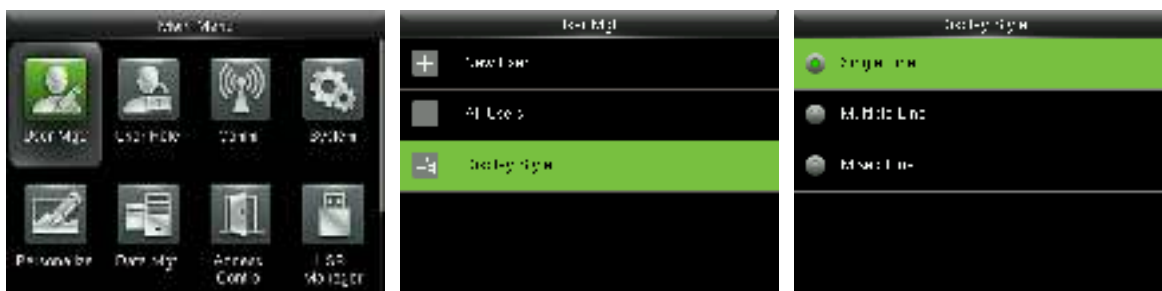 Main Menu
User Mgt.
User Role
Comm.
System
Personalize
Data Mgt.
Access
Control
USB
Manager
User Mgt.
New User
All Users
Display Style
Display Style
Single Line
Multiple Line
Mixed Line